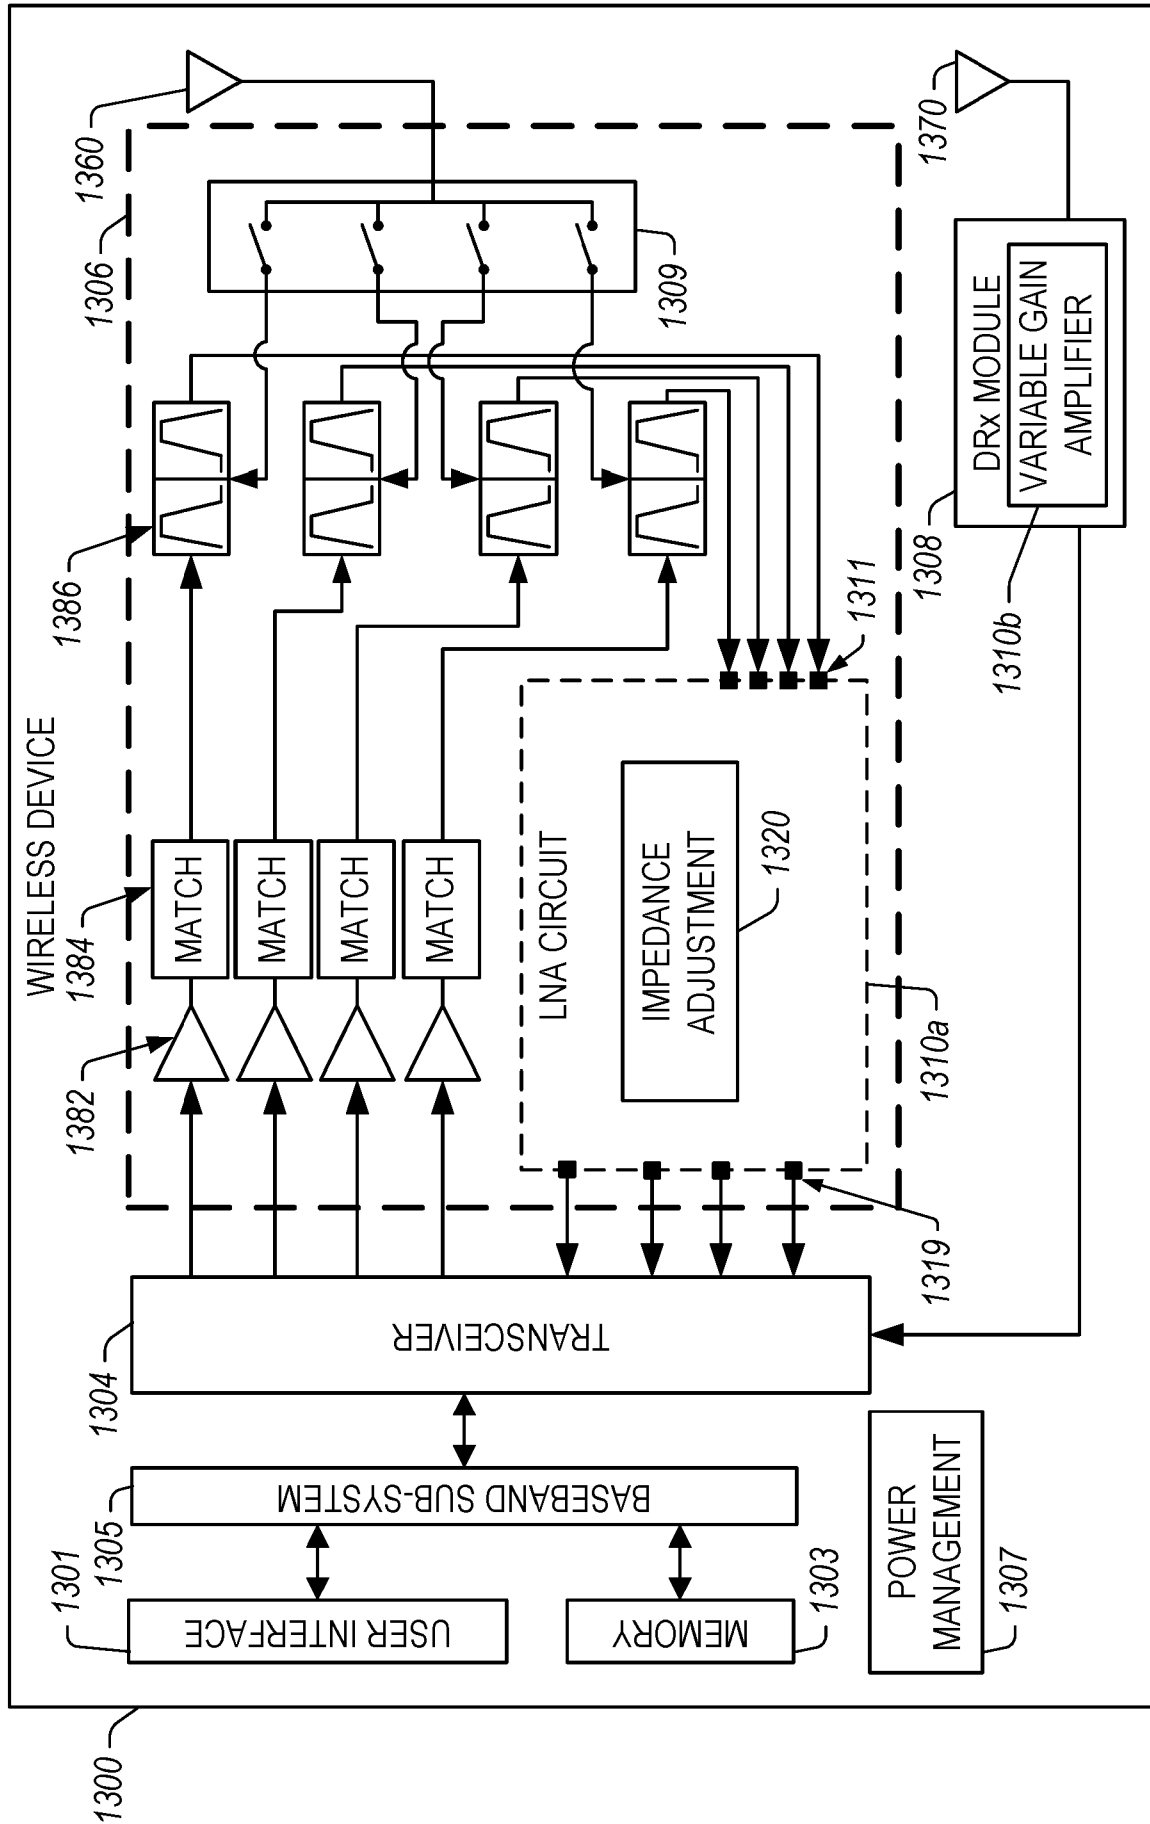 1300
WIRELESS DEVICE
1301
USER INTERFACE
1303
MEMORY
1305
BASEBAND SUB-SYSTEM
1307
POWER
MANAGEMENT
1304
TRANSCEIVER
1382
1384
MATCH
MATCH
MATCH
MATCH
1386
1306
1360
1309
LNA CIRCUIT
IMPEDANCE
ADJUSTMENT
1320
1319
1310a
1311
1308
DRx MODULE
VARIABLE GAIN
AMPLIFIER
1310b
1370